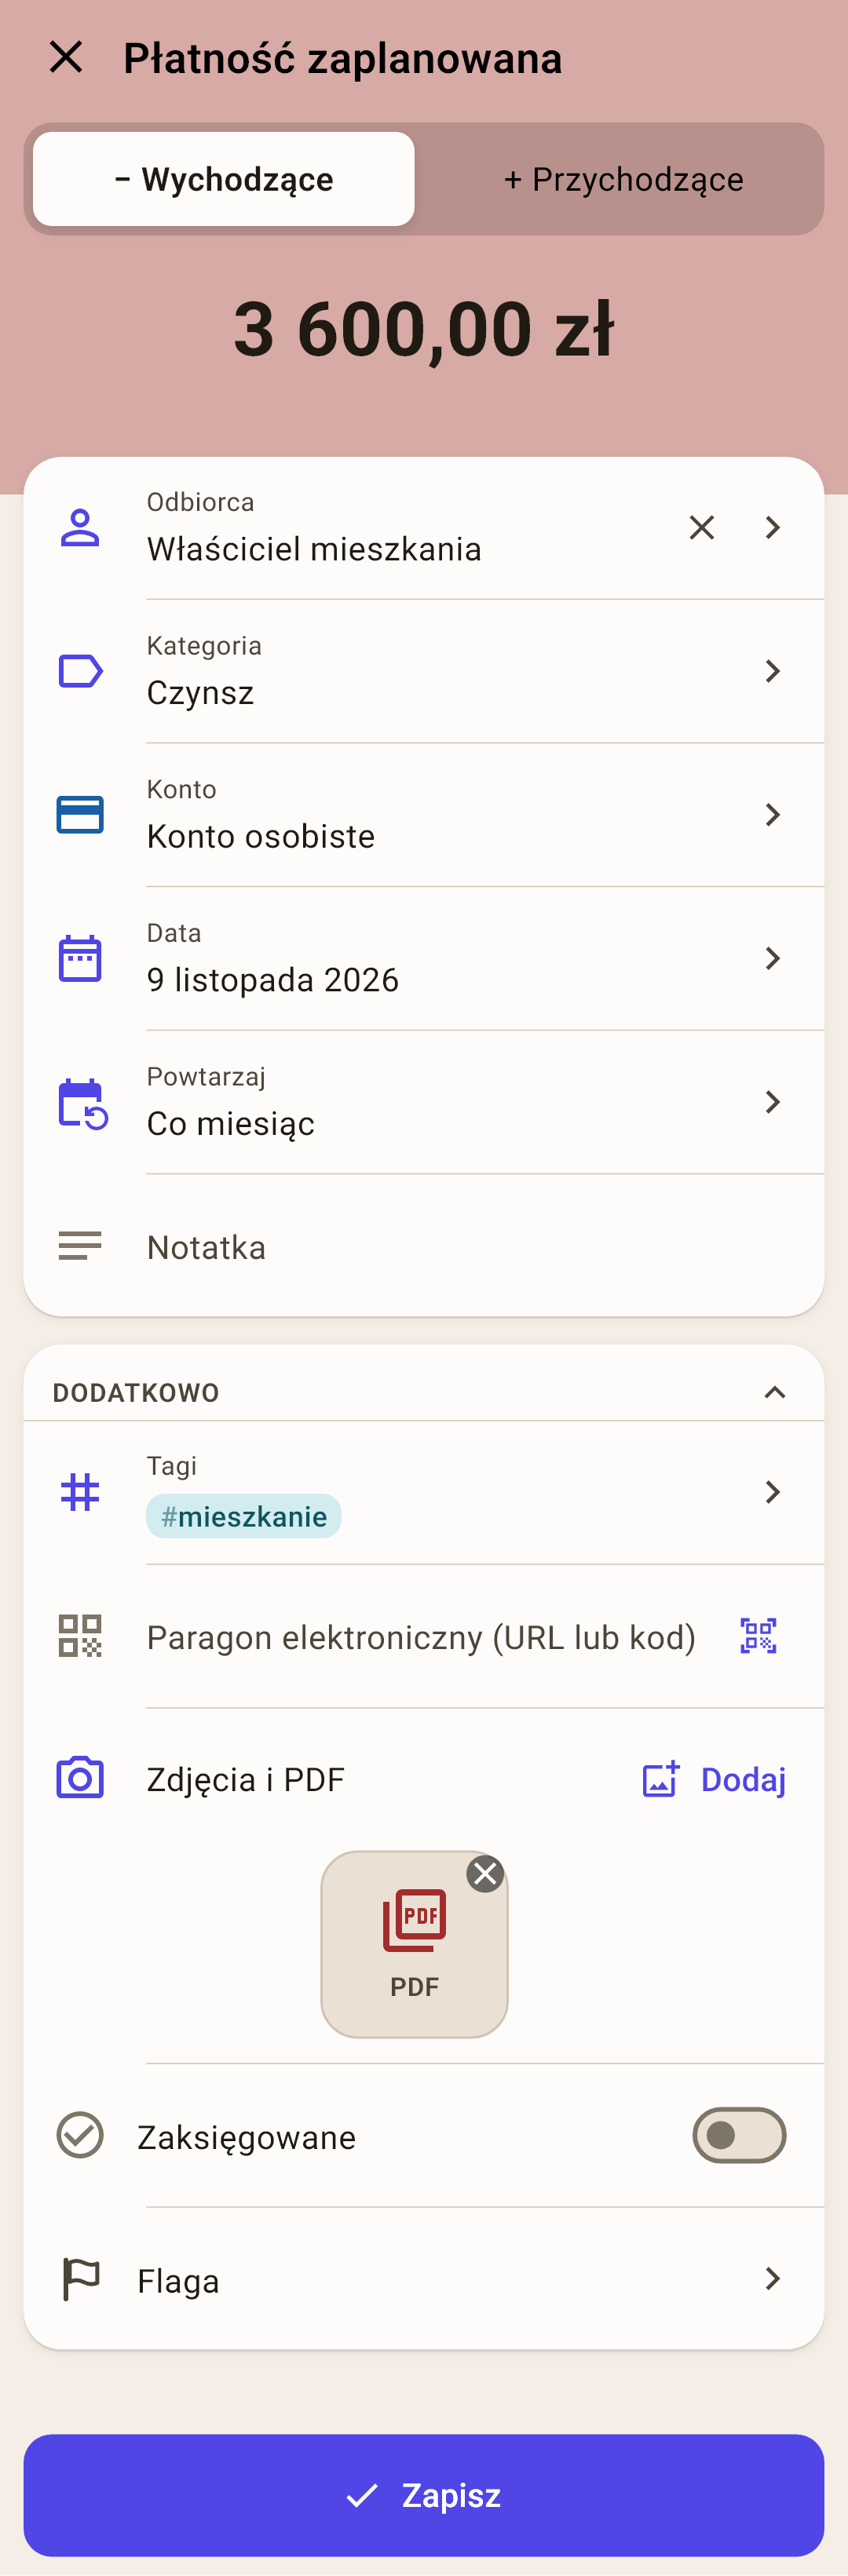 Płatność zaplanowana
− Wychodzące
+ Przychodzące
3 600,00 zł
Odbiorca
Właściciel mieszkania
Kategoria
Czynsz
Konto
Konto osobiste
Data
9 listopada 2026
Powtarzaj
Co miesiąc
Notatka
DODATKOWO
Tagi
#mieszkanie
Paragon elektroniczny (URL lub kod)
Zdjęcia i PDF
Dodaj
PDF
PDF
Zaksięgowane
Flaga
Zapisz